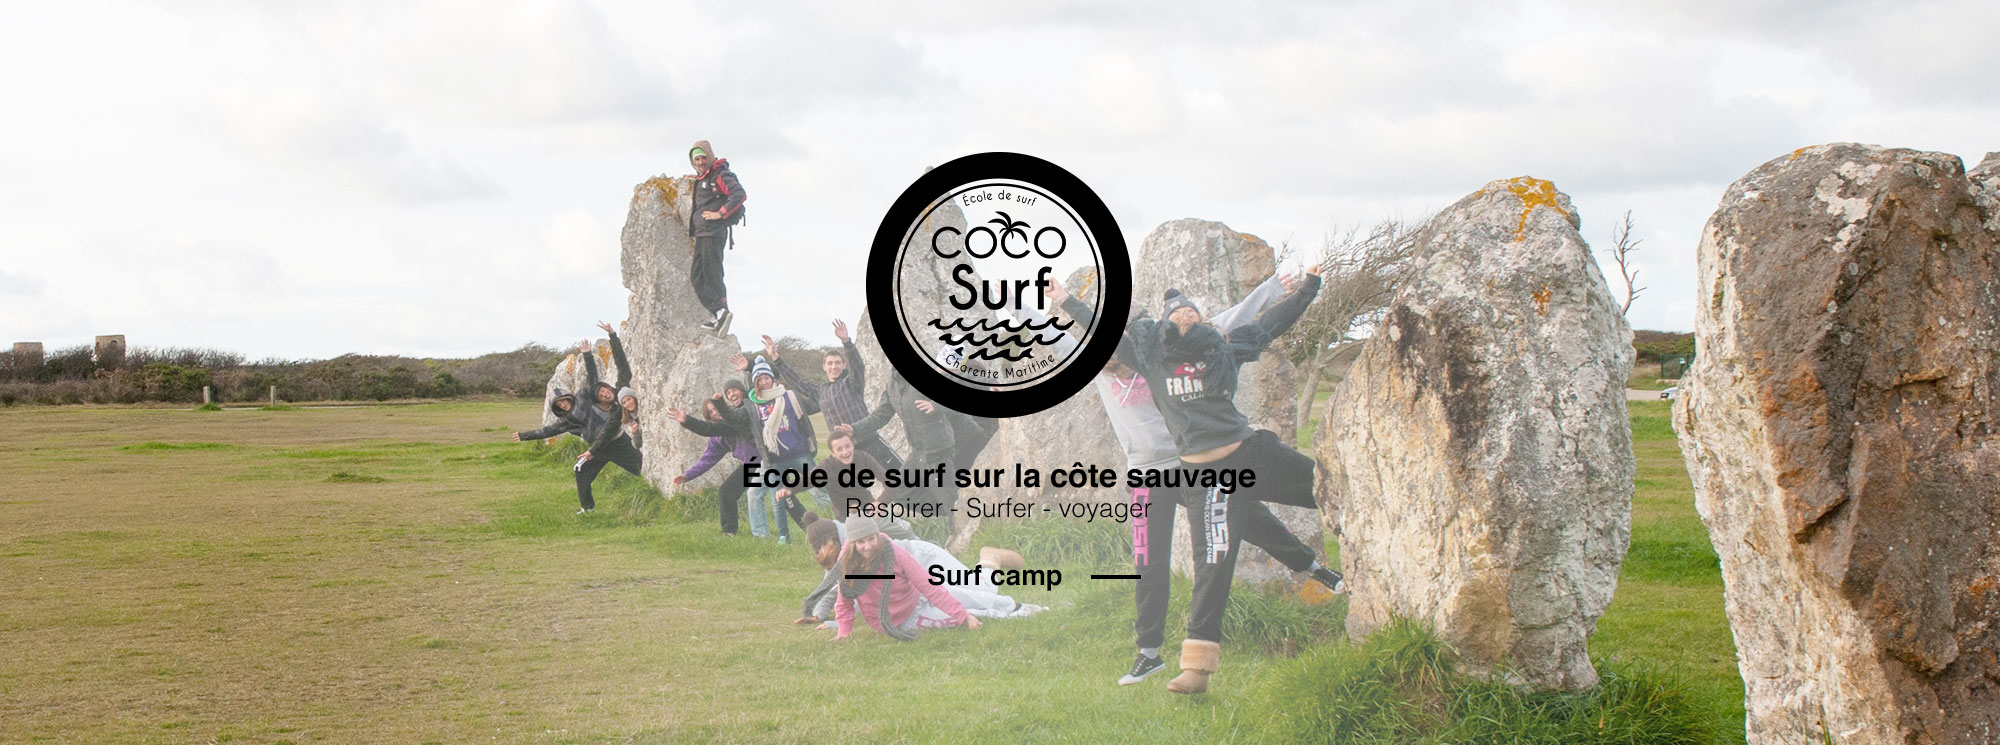 École de surf
COCO
Surf
Charente Maritime
École de surf sur la côte sauvage
Respirer - Surfer - voyager
Surf camp